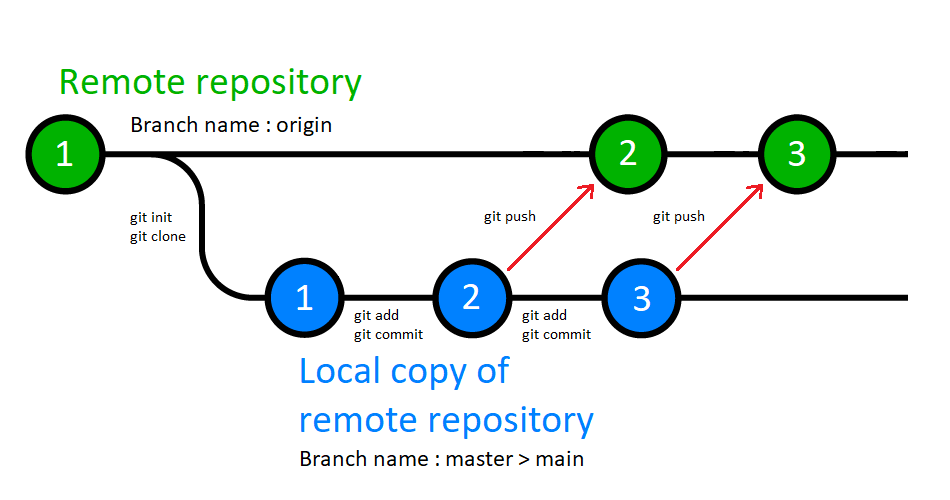 Remote repository
Branch name : origin
1
2
3
git init
git clone
git push
git push
1
2
3
git add
git commit
git add
git commit
Local copy of
remote repository
Branch name : master > main